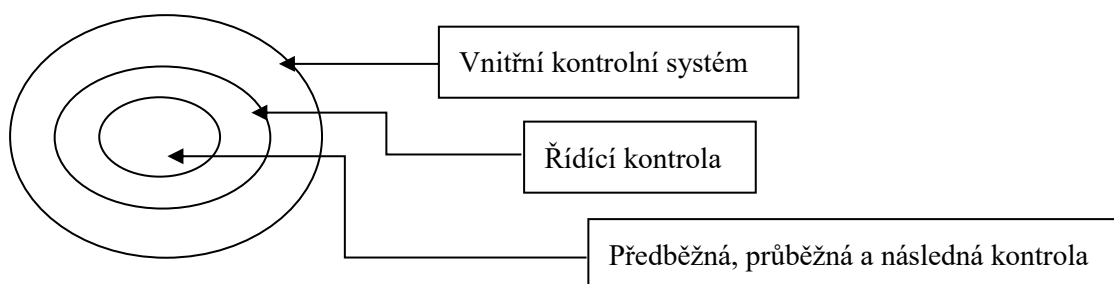 Vnitřní kontrolní systém
Řídící kontrola
Předběžná, průběžná a následná kontrola